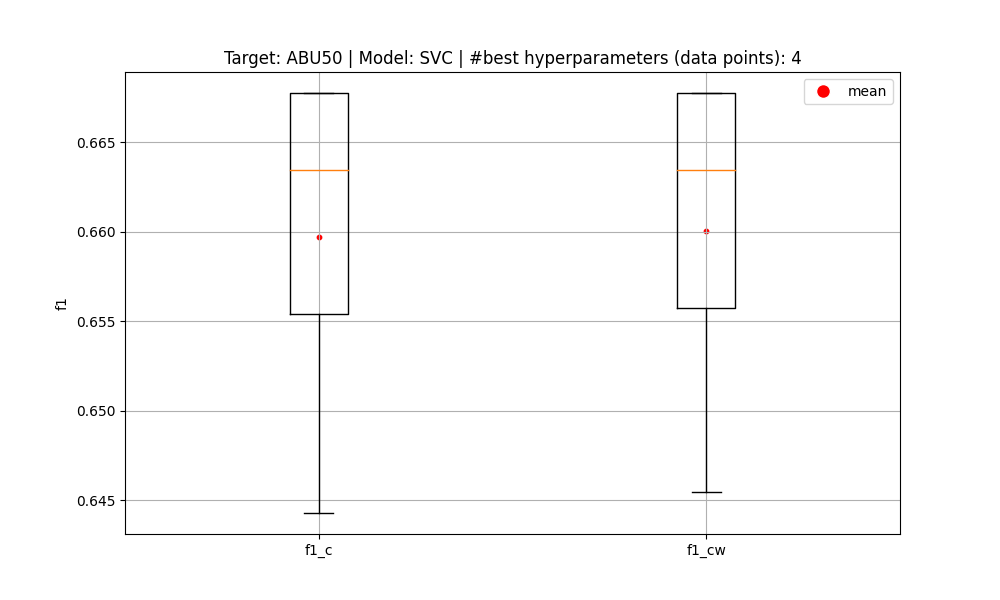 Target: ABU50 | Model: SVC | #best hyperparameters (data points): 4
mean
0.665
0.660
0.655
0.650
0.645
f1
f1_c
f1_cw